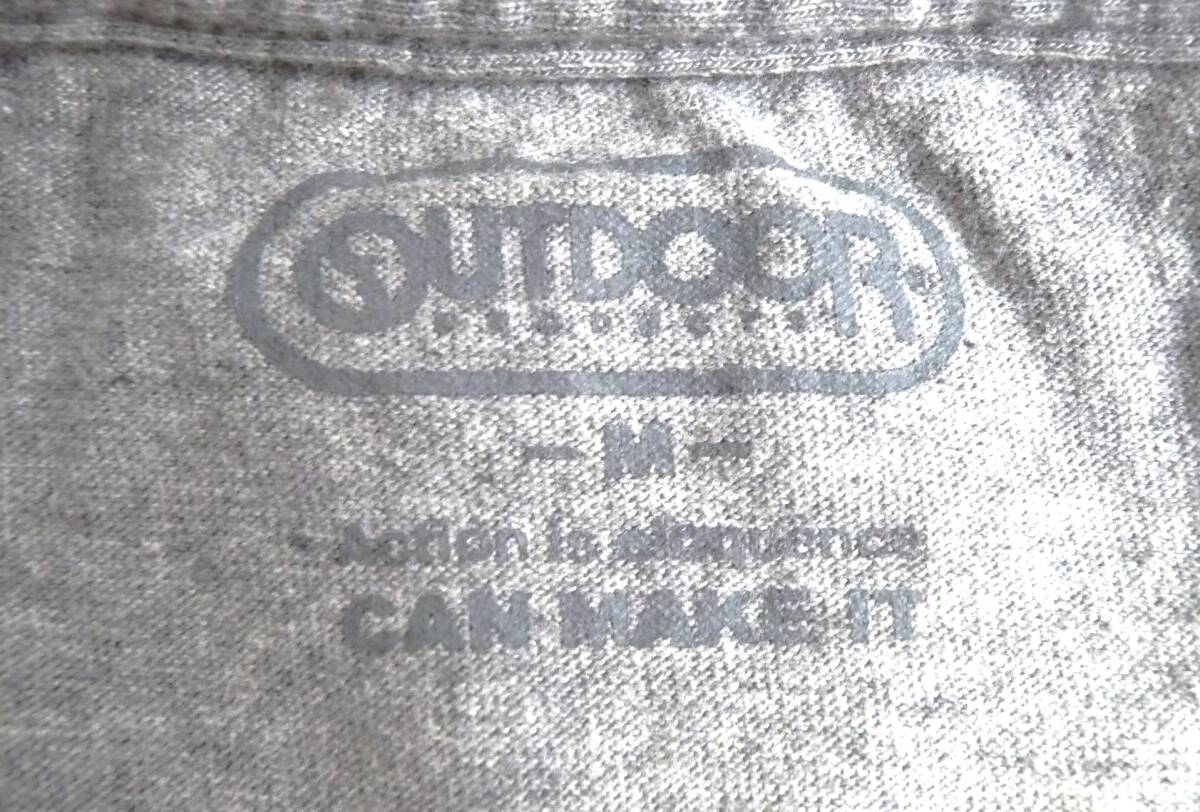 OUTDOOR
- M -
Action is eloquence
CAN MAKE IT